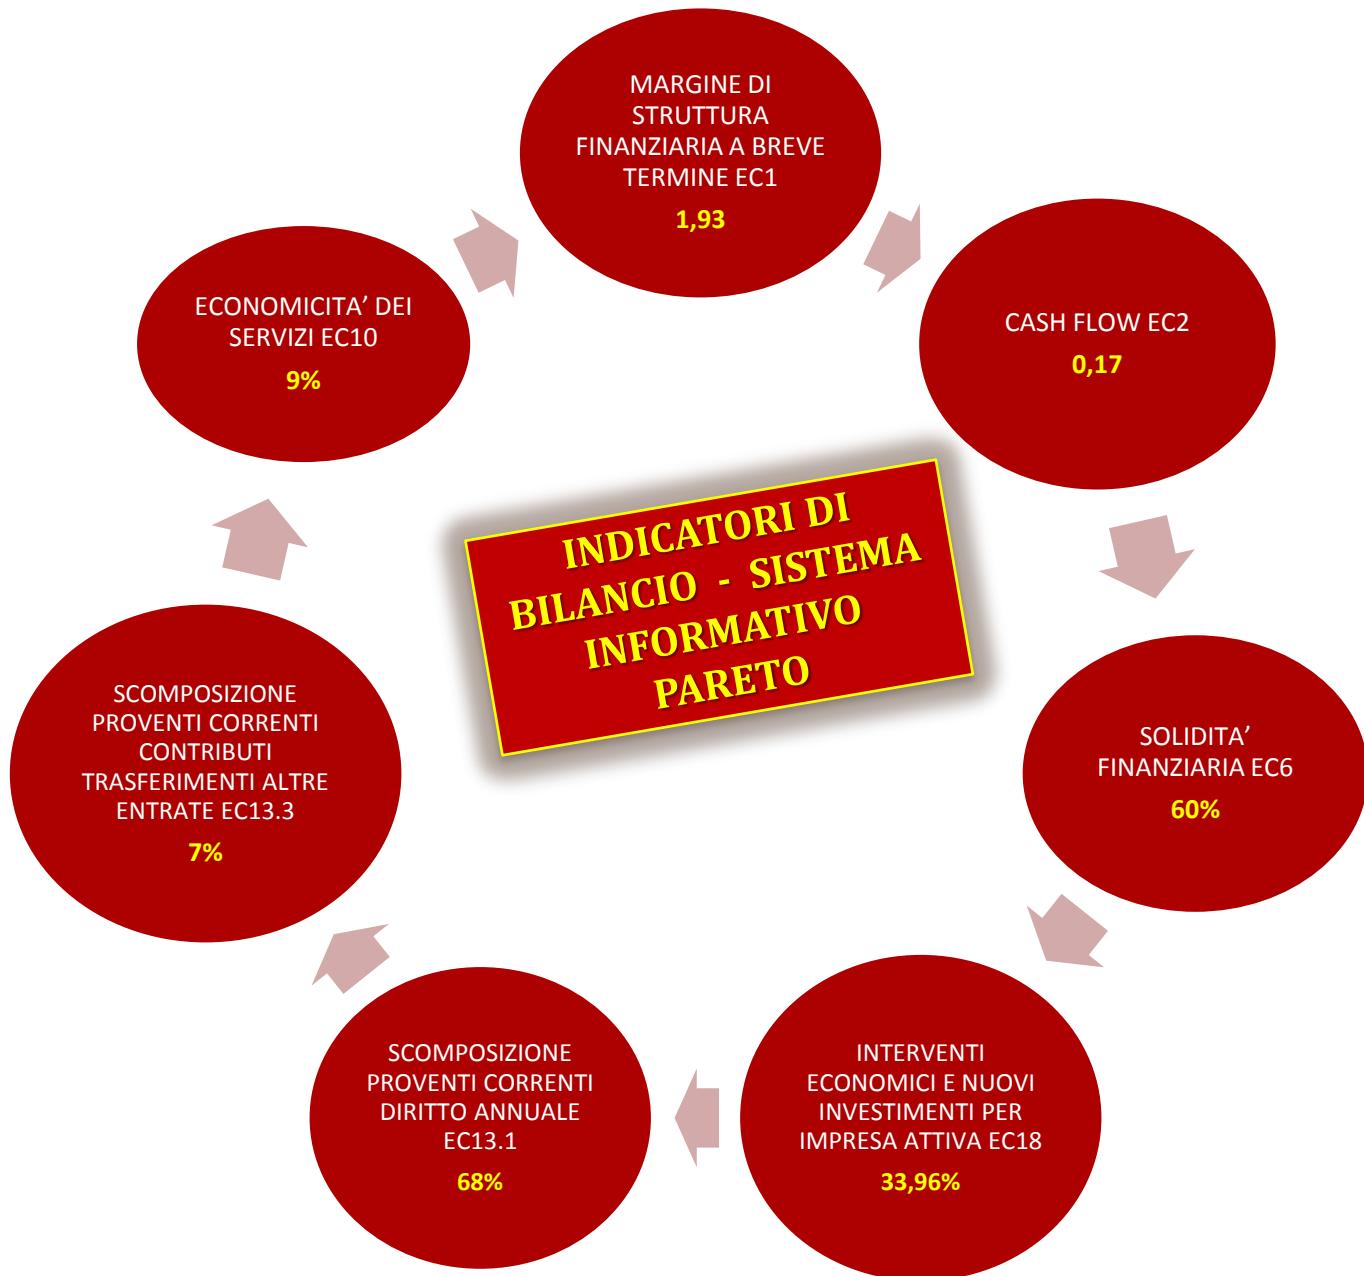 MARGINE DI
STRUTTURA
FINANZIARIA A BREVE
TERMINE EC1
1,93
CASH FLOW EC2
0,17
SOLIDITA’
FINANZIARIA EC6
60%
INTERVENTI
ECONOMICI E NUOVI
INVESTIMENTI PER
IMPRESA ATTIVA EC18
33,96%
SCOMPOSIZIONE
PROVENTI CORRENTI
DIRITTO ANNUALE
EC13.1
68%
SCOMPOSIZIONE
PROVENTI CORRENTI
CONTRIBUTI
TRASFERIMENTI ALTRE
ENTRATE EC13.3
7%
ECONOMICITA’ DEI
SERVIZI EC10
9%
INDICATORI DI
BILANCIO - SISTEMA
INFORMATIVO
PARETO